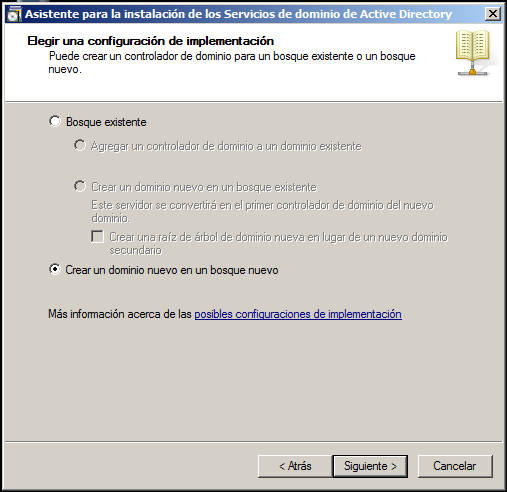 Asistente para la instalación de los Servicios de dominio de Active Directory
Elegir una configuración de implementación
Puede crear un controlador de dominio para un bosque existente o un bosque
nuevo.
Bosque existente
Agregar un controlador de dominio a un dominio existente
Crear un dominio nuevo en un bosque existente
Este servidor se convertirá en el primer controlador de dominio del nuevo
dominio.
Crear una raíz de árbol de dominio nueva en lugar de un nuevo dominio
secundario
Crear un dominio nuevo en un bosque nuevo
Más información acerca de las posibles configuraciones de implementación
< Atrás
Siguiente >
Cancelar